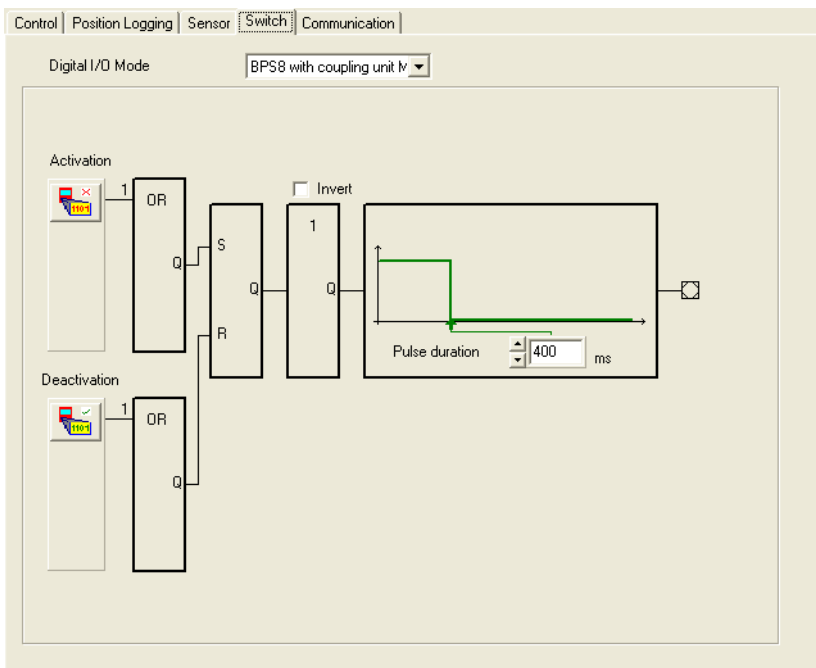 Control Position Logging Sensor Switch Communication
Digital I/O Mode BPS8 with coupling unit M
Activation
1 OR
Q
Invert
S
R
Q
1
Q
Pulse duration 400 ms
Deactivation
1 OR
Q